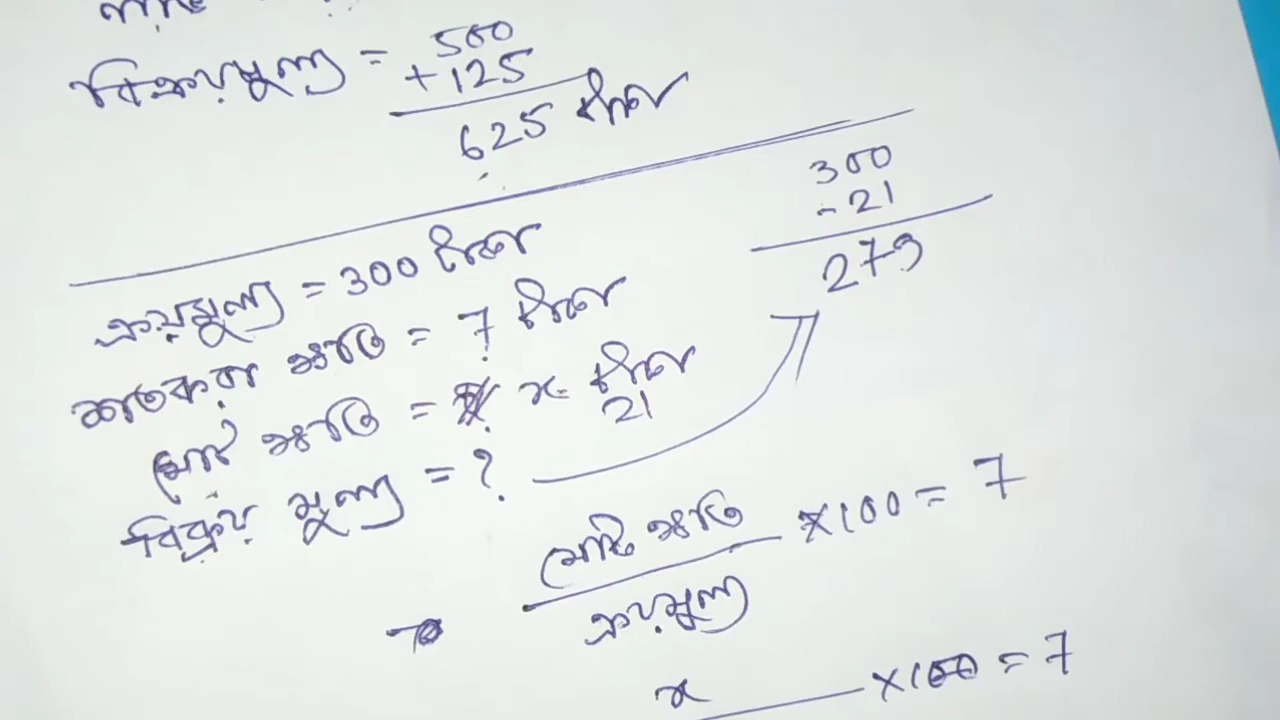 বিক্রয়মূল্য = 500
+ 125
625 টাকা
300
- 21
279
ক্রয়মূল্য = 300 টাকা
শতকরা ক্ষতি = 7 টাকা
মোট ক্ষতি = x টাকা
21
বিক্রয় মূল্য = ?
মোট ক্ষতি × 100 = 7
ক্রয়মূল্য
x × 100 = 7